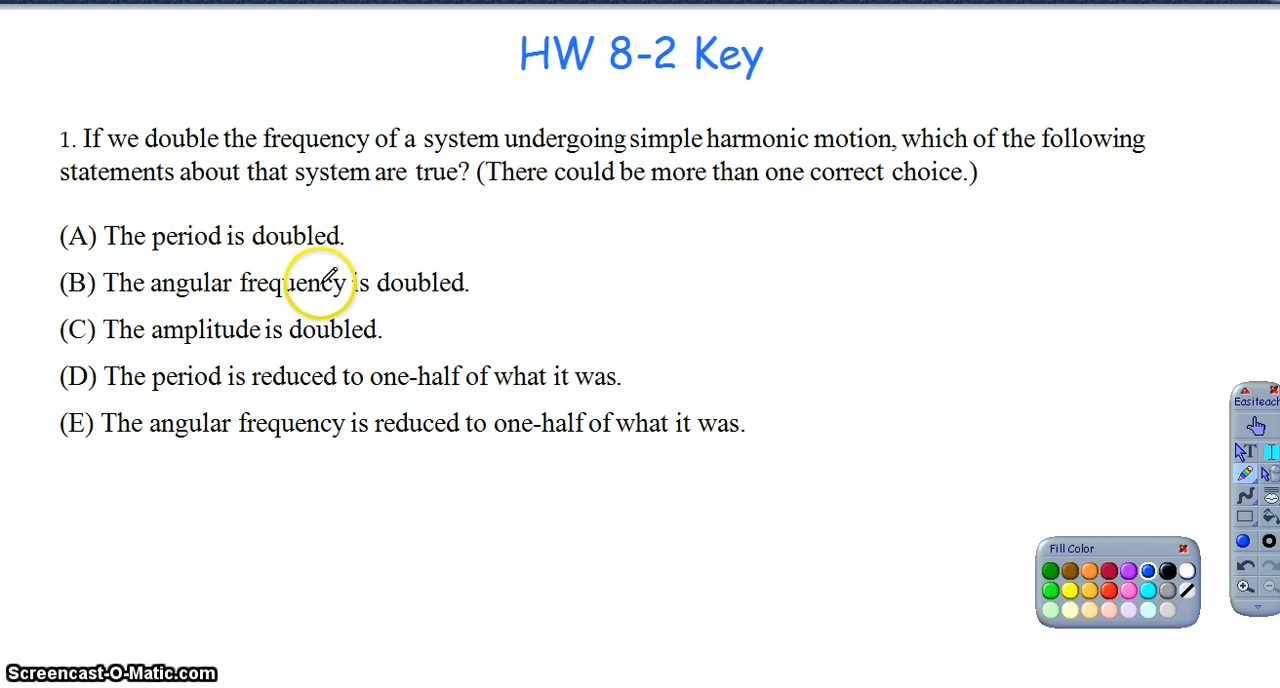 HW 8-2 Key
1. If we double the frequency of a system undergoing simple harmonic motion, which of the following
statements about that system are true? (There could be more than one correct choice.)
(A) The period is doubled.
(B) The angular frequency is doubled.
(C) The amplitude is doubled.
(D) The period is reduced to one-half of what it was.
(E) The angular frequency is reduced to one-half of what it was.
Easiteach
T
Fill Color
Screencast-O-Matic.com